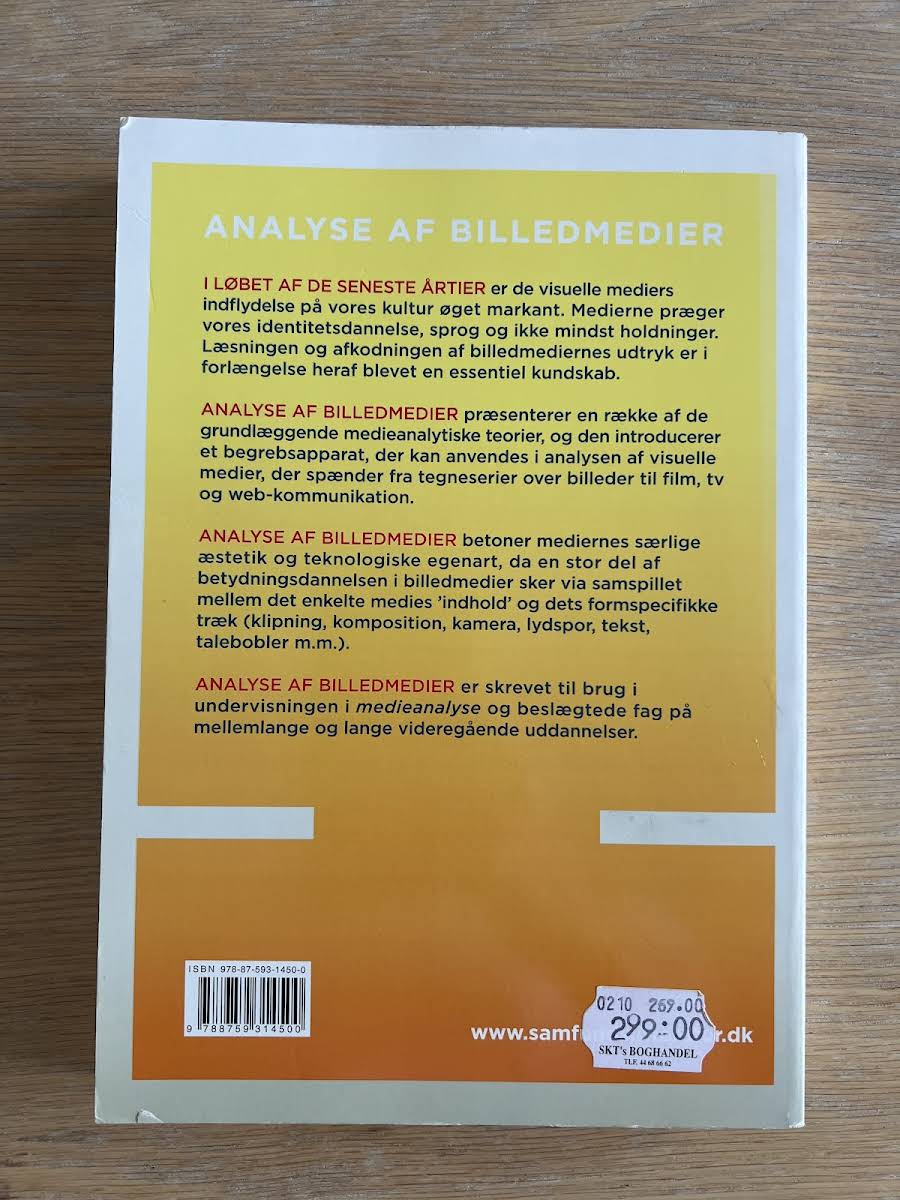 ANALYSE AF BILLEDMEDIER
I LØBET AF DE SENESTE ÅRTIER er de visuelle mediers
indflydelse på vores kultur øget markant. Medierne præger
vores identitetsdannelse, sprog og ikke mindst holdninger.
Læsningen og afkodningen af billedmediernes udtryk er i
forlængelse heraf blevet en essentiel kundskab.
ANALYSE AF BILLEDMEDIER præsenterer en række af de
grundlæggende medieanalytiske teorier, og den introducerer
et begrebsapparat, der kan anvendes i analysen af visuelle
medier, der spænder fra tegneserier over billeder til film, tv
og web-kommunikation.
ANALYSE AF BILLEDMEDIER betoner mediernes særlige
æstetik og teknologiske egenart, da en stor del af
betydningsdannelsen i billedmedier sker via samspillet
mellem det enkelte medies ’indhold’ og dets formspecifikke
træk (klipning, komposition, kamera, lydspor, tekst,
talebobler m.m.).
ANALYSE AF BILLEDMEDIER er skrevet til brug i
undervisningen i medieanalyse og beslægtede fag på
mellemlange og lange videregående uddannelser.
ISBN 978-87-593-1450-0
9 788759 314500
0210 269.00
299:00
SKT's BOGHANDEL
TLF. 44 68 66 62